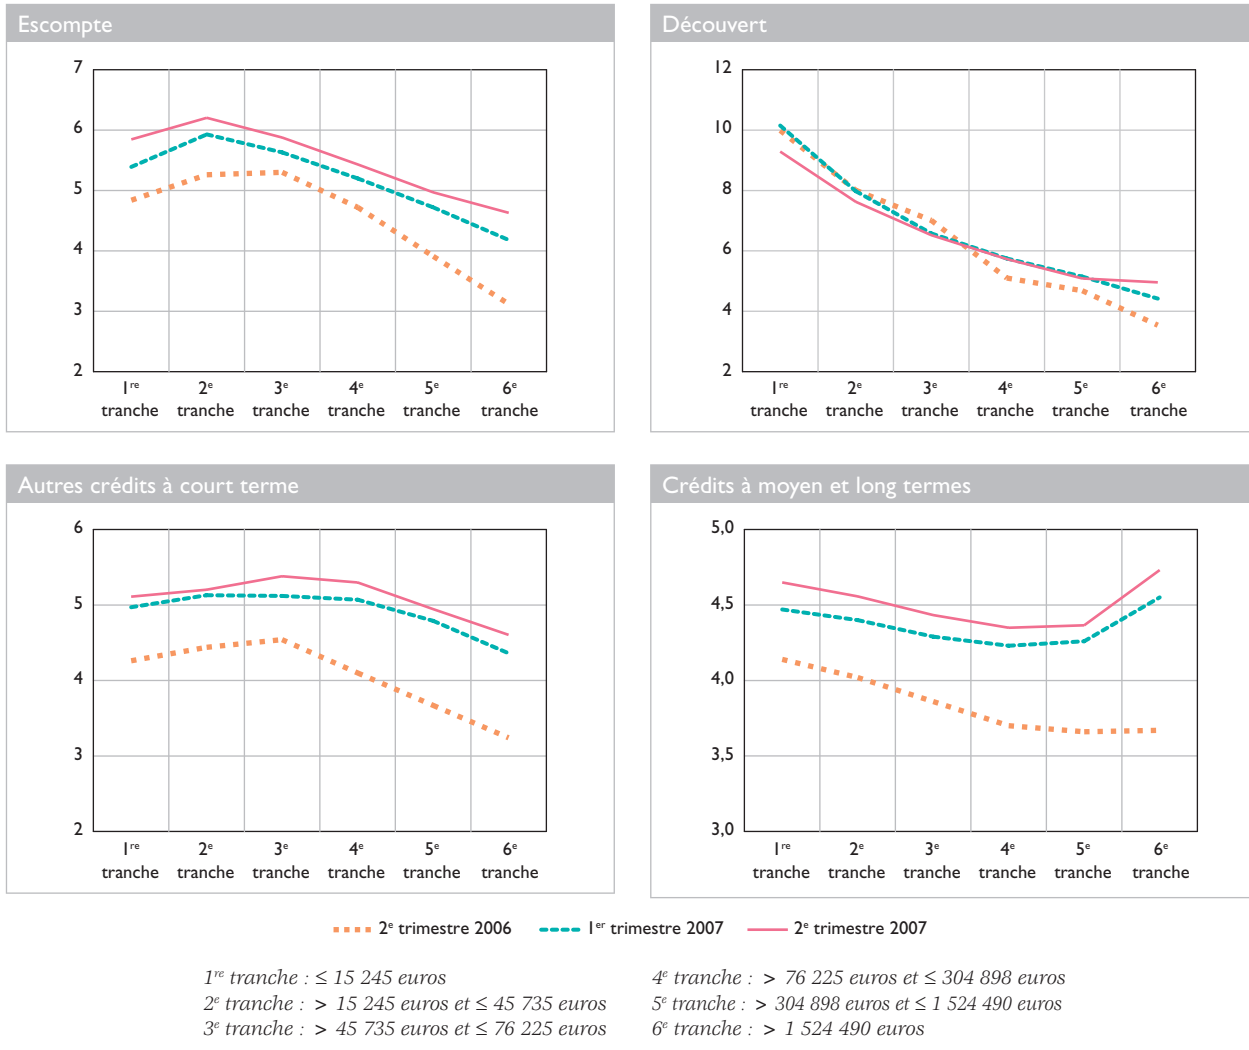 Escompte
7
6
5
4
3
2
1re tranche
2e tranche
3e tranche
4e tranche
5e tranche
6e tranche
Découvert
12
10
8
6
4
2
1re tranche
2e tranche
3e tranche
4e tranche
5e tranche
6e tranche
Autres crédits à court terme
6
5
4
3
2
1re tranche
2e tranche
3e tranche
4e tranche
5e tranche
6e tranche
Crédits à moyen et long termes
5,0
4,5
4,0
3,5
3,0
1re tranche
2e tranche
3e tranche
4e tranche
5e tranche
6e tranche
2e trimestre 2006
1er trimestre 2007
2e trimestre 2007
1re tranche : ≤ 15 245 euros
2e tranche : > 15 245 euros et ≤ 45 735 euros
3e tranche : > 45 735 euros et ≤ 76 225 euros
4e tranche : > 76 225 euros et ≤ 304 898 euros
5e tranche : > 304 898 euros et ≤ 1 524 490 euros
6e tranche : > 1 524 490 euros